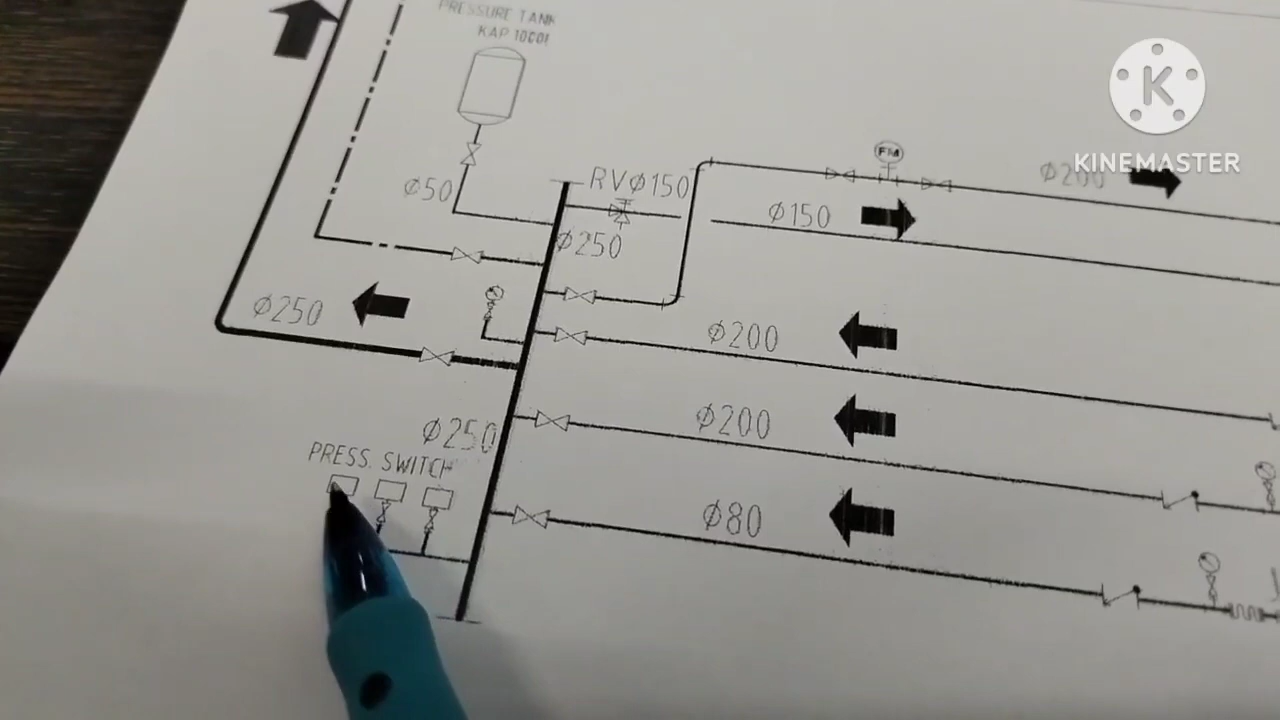 PRESSURE TANK
KAP 1000l
K
KINEMASTER
FM
RVØ150
Ø200
Ø50
Ø150
Ø250
Ø250
Ø200
Ø200
Ø250
PRESS. SWITCH
Ø80